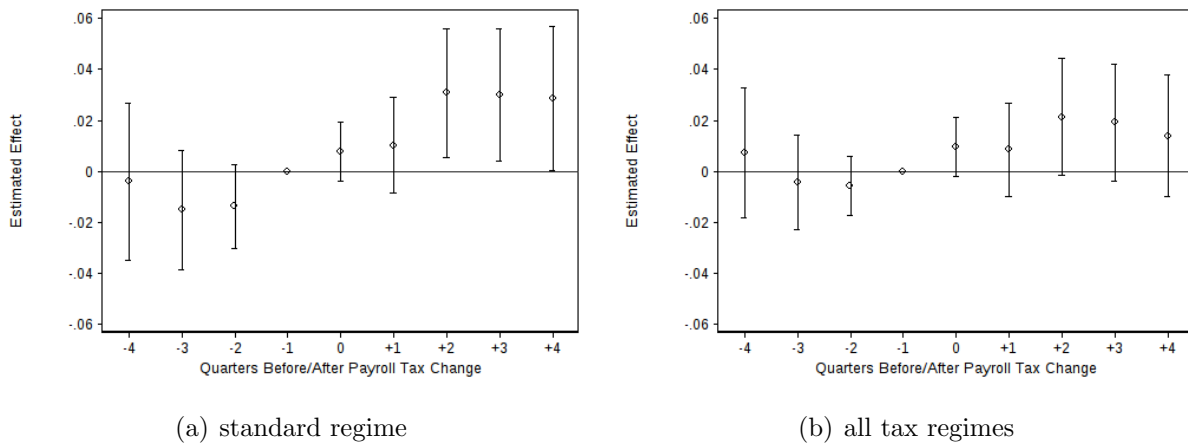 .06
.04
.02
0
-.02
-.04
-.06
Estimated Effect
-4 -3 -2 -1 0 +1 +2 +3 +4
Quarters Before/After Payroll Tax Change
(a) standard regime
.06
.04
.02
0
-.02
-.04
-.06
Estimated Effect
-4 -3 -2 -1 0 +1 +2 +3 +4
Quarters Before/After Payroll Tax Change
(b) all tax regimes